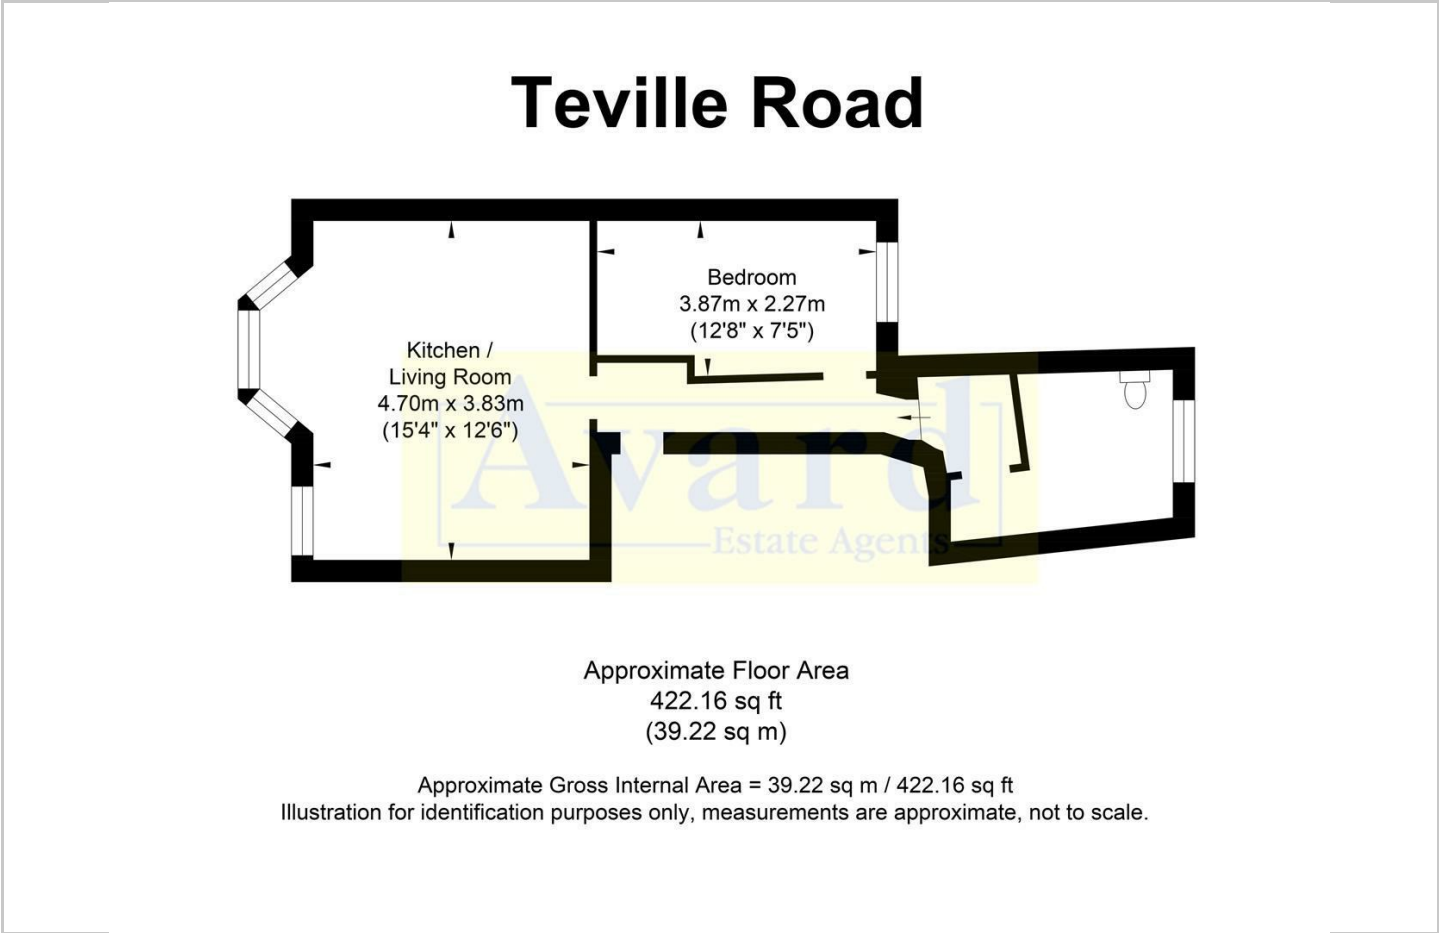 Teville Road
Bedroom
3.87m x 2.27m
(12'8" x 7'5")
Kitchen /
Living Room
4.70m x 3.83m
(15'4" x 12'6")
Avard
Estate Agents
Approximate Floor Area
422.16 sq ft
(39.22 sq m)
Approximate Gross Internal Area = 39.22 sq m / 422.16 sq ft
Illustration for identification purposes only, measurements are approximate, not to scale.